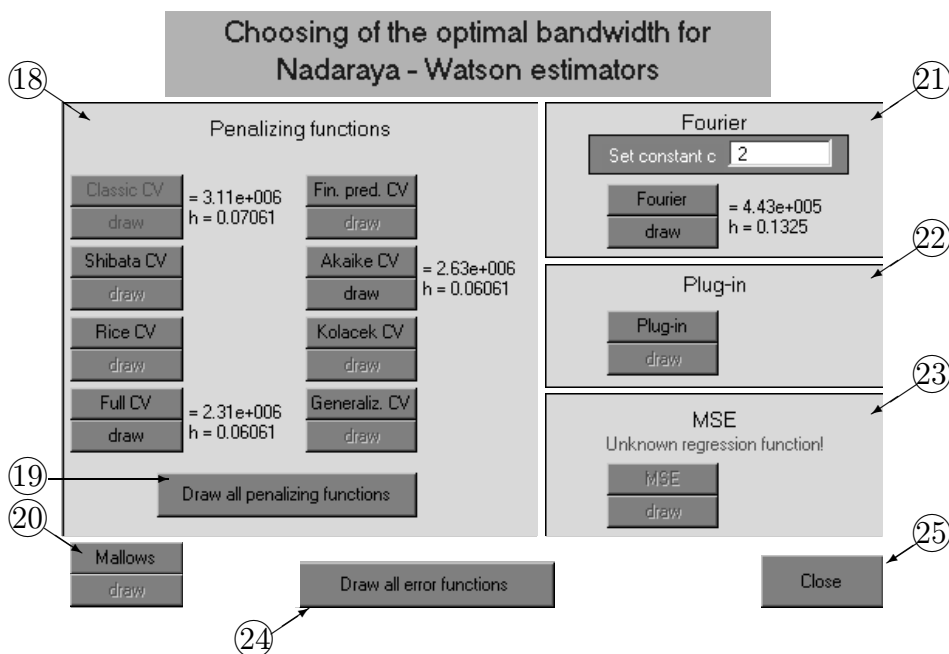 Choosing of the optimal bandwidth for
Nadaraya - Watson estimators
18
21
Penalizing functions
Classic CV
draw
= 3.11e+006
h = 0.07061
Fin. pred. CV
draw
Shibata CV
draw
Akaike CV
draw
= 2.63e+006
h = 0.06061
Rice CV
draw
Kolacek CV
draw
Full CV
draw
= 2.31e+006
h = 0.06061
Generaliz. CV
draw
19
Draw all penalizing functions
Fourier
Set constant c
2
Fourier
draw
= 4.43e+005
h = 0.1325
22
Plug-in
Plug-in
draw
23
MSE
Unknown regression function!
MSE
draw
20
Mallows
draw
Draw all error functions
24
25
Close